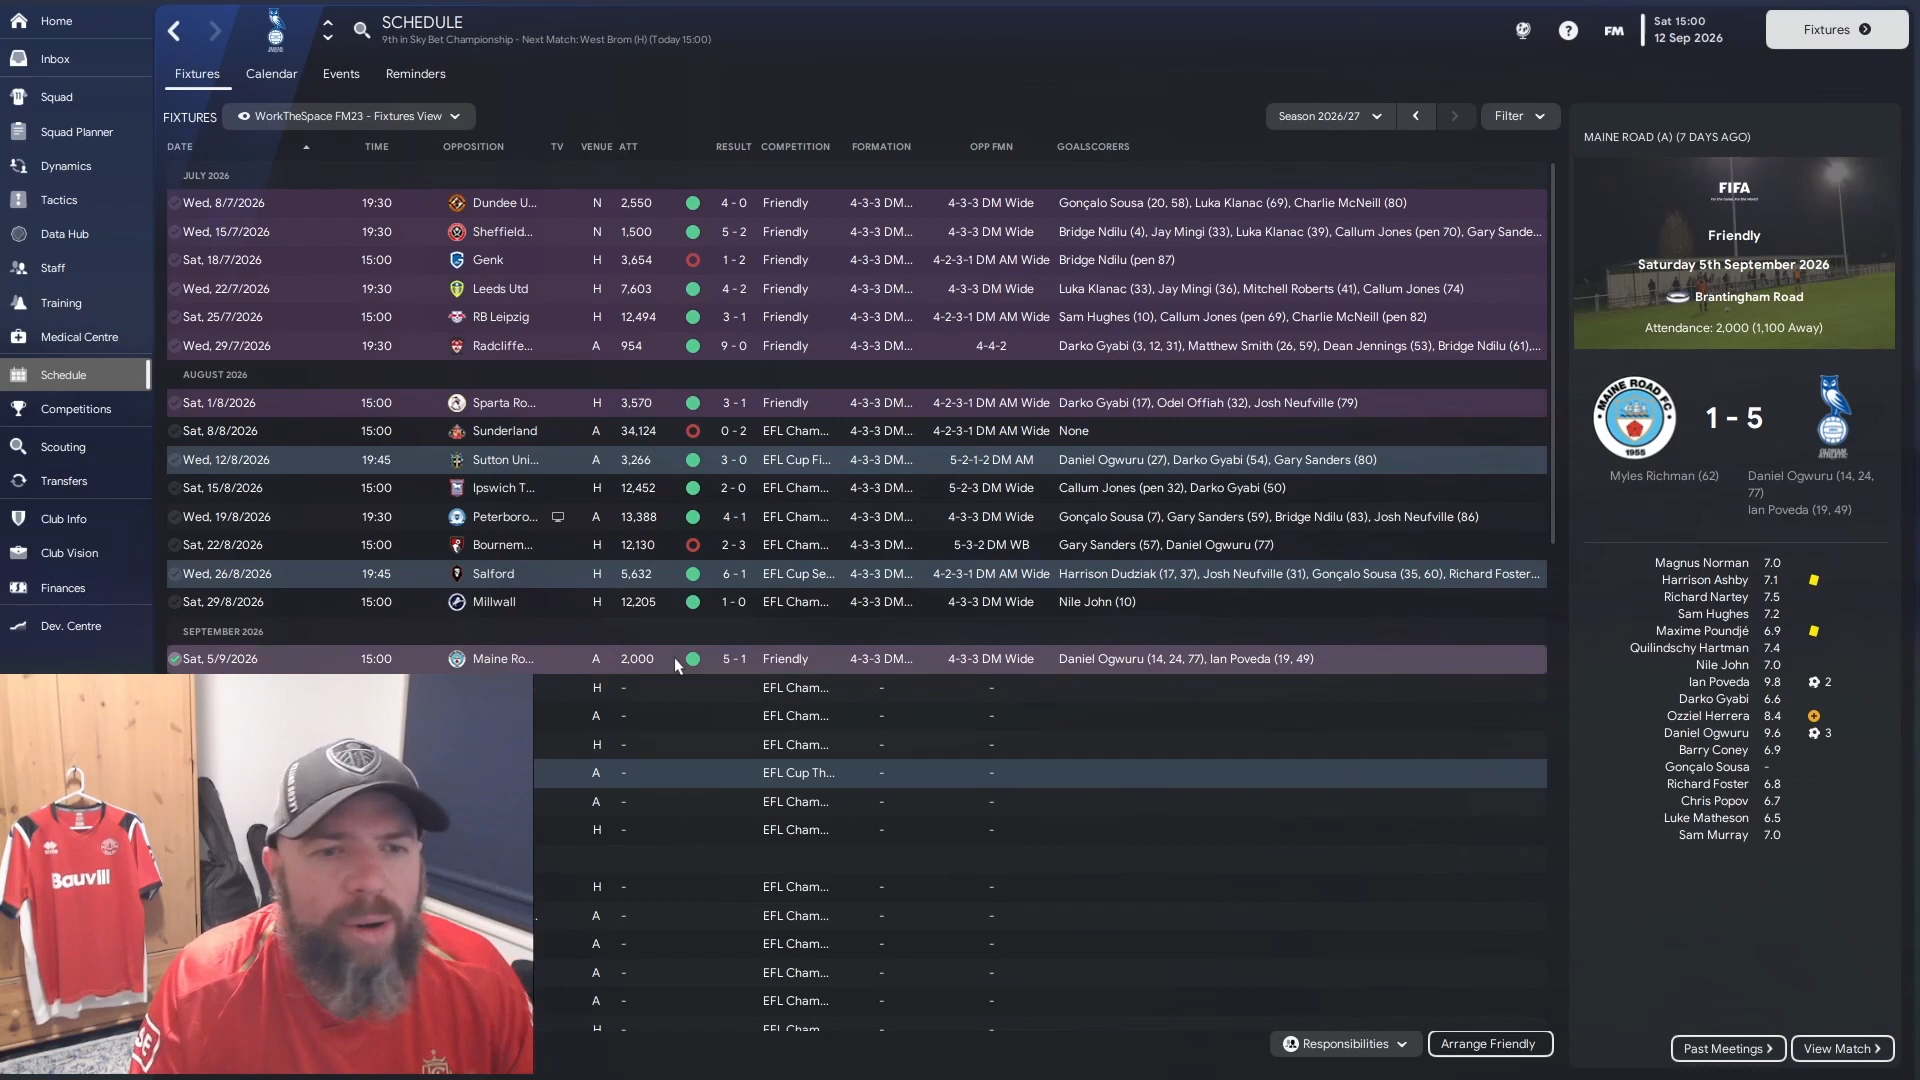 Home
Inbox
Squad
Squad Planner
Dynamics
Tactics
Data Hub
Staff
Training
Medical Centre
Schedule
Competitions
Scouting
Transfers
Club Info
Club Vision
Finances
Dev. Centre
SCHEDULE
9th in Sky Bet Championship - Next Match: West Brom (H) (Today 15:00)
FM
Sat 15:00
12 Sep 2026
Fixtures
Fixtures Calendar Events Reminders
FIXTURES WorkTheSpace FM23 - Fixtures View
Season 2026/27 Filter
DATE TIME OPPOSITION TV VENUE ATT RESULT COMPETITION FORMATION OPP FMN GOALSCORERS
JULY 2026
Wed, 8/7/2026 19:30 Dundee U... N 2,550 4 - 0 Friendly 4-3-3 DM... 4-3-3 DM Wide Gonçalo Sousa (20, 58), Luka Klanac (69), Charlie McNeill (80)
Wed, 15/7/2026 19:30 Sheffield... N 1,500 5 - 2 Friendly 4-3-3 DM... 4-3-3 DM Wide Bridge Ndilu (4), Jay Mingi (33), Luka Klanac (39), Callum Jones (pen 70), Gary Sande...
Sat, 18/7/2026 15:00 Genk H 3,654 1 - 2 Friendly 4-3-3 DM... 4-2-3-1 DM AM Wide Bridge Ndilu (pen 87)
Wed, 22/7/2026 19:30 Leeds Utd H 7,603 4 - 2 Friendly 4-3-3 DM... 4-3-3 DM Wide Luka Klanac (33), Jay Mingi (36), Mitchell Roberts (41), Callum Jones (74)
Sat, 25/7/2026 15:00 RB Leipzig H 12,494 3 - 1 Friendly 4-3-3 DM... 4-2-3-1 DM AM Wide Sam Hughes (10), Callum Jones (pen 69), Charlie McNeill (pen 82)
Wed, 29/7/2026 19:30 Radcliffe... A 954 9 - 0 Friendly 4-3-3 DM... 4-4-2 Darko Gyabi (3, 12, 31), Matthew Smith (26, 59), Dean Jennings (53), Bridge Ndilu (61),...
AUGUST 2026
Sat, 1/8/2026 15:00 Sparta Ro... H 3,570 3 - 1 Friendly 4-3-3 DM... 4-2-3-1 DM AM Wide Darko Gyabi (17), Odel Offiah (32), Josh Neufville (79)
Sat, 8/8/2026 15:00 Sunderland A 34,124 0 - 2 EFL Cham... 4-3-3 DM... 4-2-3-1 DM AM Wide None
Wed, 12/8/2026 19:45 Sutton Uni... A 3,266 3 - 0 EFL Cup Fi... 4-3-3 DM... 5-2-1-2 DM AM Daniel Ogwuru (27), Darko Gyabi (54), Gary Sanders (80)
Sat, 15/8/2026 15:00 Ipswich T... H 12,452 2 - 0 EFL Cham... 4-3-3 DM... 5-2-3 DM Wide Callum Jones (pen 32), Darko Gyabi (50)
Wed, 19/8/2026 19:30 Peterboro... A 13,388 4 - 1 EFL Cham... 4-3-3 DM... 4-3-3 DM Wide Gonçalo Sousa (7), Gary Sanders (59), Bridge Ndilu (83), Josh Neufville (86)
Sat, 22/8/2026 15:00 Bournem... H 12,130 2 - 3 EFL Cham... 4-3-3 DM... 5-3-2 DM WB Gary Sanders (57), Daniel Ogwuru (77)
Wed, 26/8/2026 19:45 Salford H 5,632 6 - 1 EFL Cup Se... 4-3-3 DM... 4-2-3-1 DM AM Wide Harrison Dudziak (17, 37), Josh Neufville (31), Gonçalo Sousa (35, 60), Richard Foster...
Sat, 29/8/2026 15:00 Millwall H 12,205 1 - 0 EFL Cham... 4-3-3 DM... 4-3-3 DM Wide Nile John (10)
SEPTEMBER 2026
Sat, 5/9/2026 15:00 Maine Ro... A 2,000 5 - 1 Friendly 4-3-3 DM... 4-3-3 DM Wide Daniel Ogwuru (14, 24, 77), Ian Poveda (19, 49)
H - EFL Cham... - -
A - EFL Cham... - -
H - EFL Cham... - -
A - EFL Cup Th... - -
A - EFL Cham... - -
H - EFL Cham... - -
H - EFL Cham... - -
A - EFL Cham... - -
A - EFL Cham... - -
A - EFL Cham... - -
A - EFL Cham... - -
H - EFL Cham
Responsibilities Arrange Friendly
MAINE ROAD (A) (7 DAYS AGO)
FIFA
Friendly
Saturday 5th September 2026
Brantingham Road
Attendance: 2,000 (1,100 Away)
MAINE ROAD FC
1955
1 - 5
Myles Richman (62)
Daniel Ogwuru (14, 24,
77)
Ian Poveda (19, 49)
Magnus Norman 7.0
Harrison Ashby 7.1
Richard Nartey 7.5
Sam Hughes 7.2
Maxime Poundjé 6.9
Quilindschy Hartman 7.4
Nile John 7.0
Ian Poveda 9.8 2
Darko Gyabi 6.6
Ozziel Herrera 8.4
Daniel Ogwuru 9.6 3
Barry Coney 6.9
Gonçalo Sousa -
Richard Foster 6.8
Chris Popov 6.7
Luke Matheson 6.5
Sam Murray 7.0
Past Meetings View Match
Bauvill